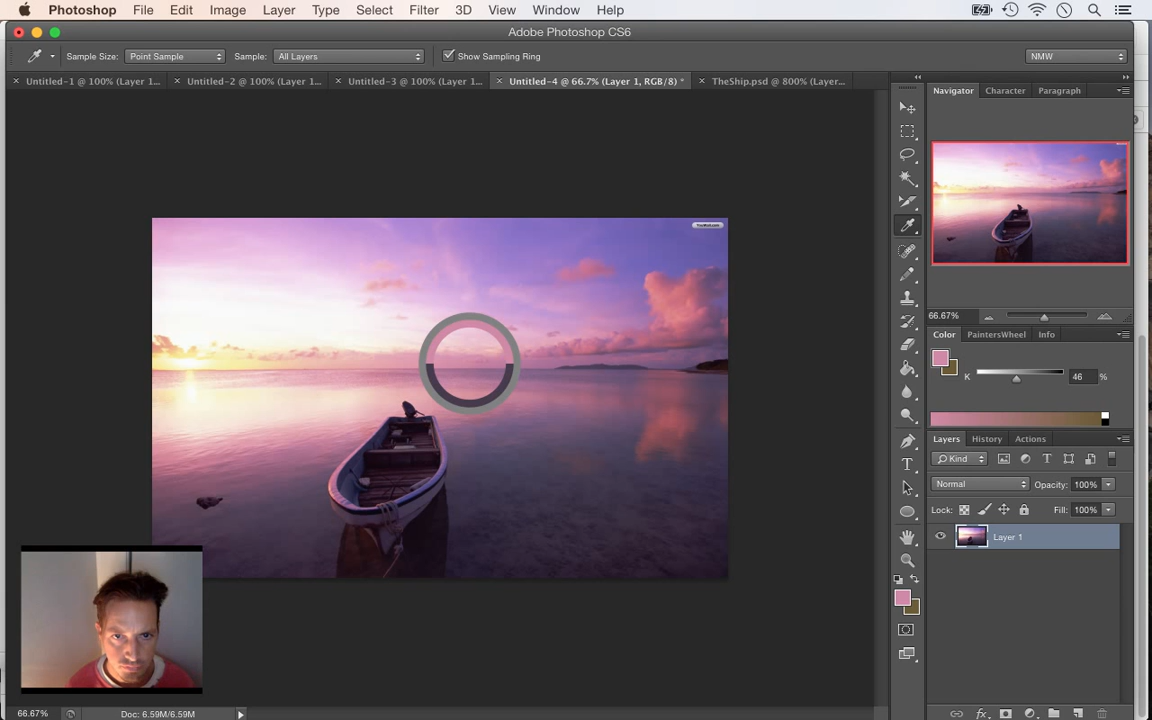 Photoshop File Edit Image Layer Type Select Filter 3D View Window Help
Adobe Photoshop CS6
Sample Size: Point Sample Sample: All Layers Show Sampling Ring NMW
Untitled-1 @ 100% (Layer 1... Untitled-2 @ 100% (Layer 1... Untitled-3 @ 100% (Layer 1... Untitled-4 @ 66.7% (Layer 1, RGB/8) * TheShip.psd @ 800% (Layer...
Navigator Character Paragraph
66.67%
Color PaintersWheel Info
K 46 %
Layers History Actions
Kind
Normal Opacity: 100%
Lock: Fill: 100%
Layer 1
66.67% Doc: 6.59M/6.59M